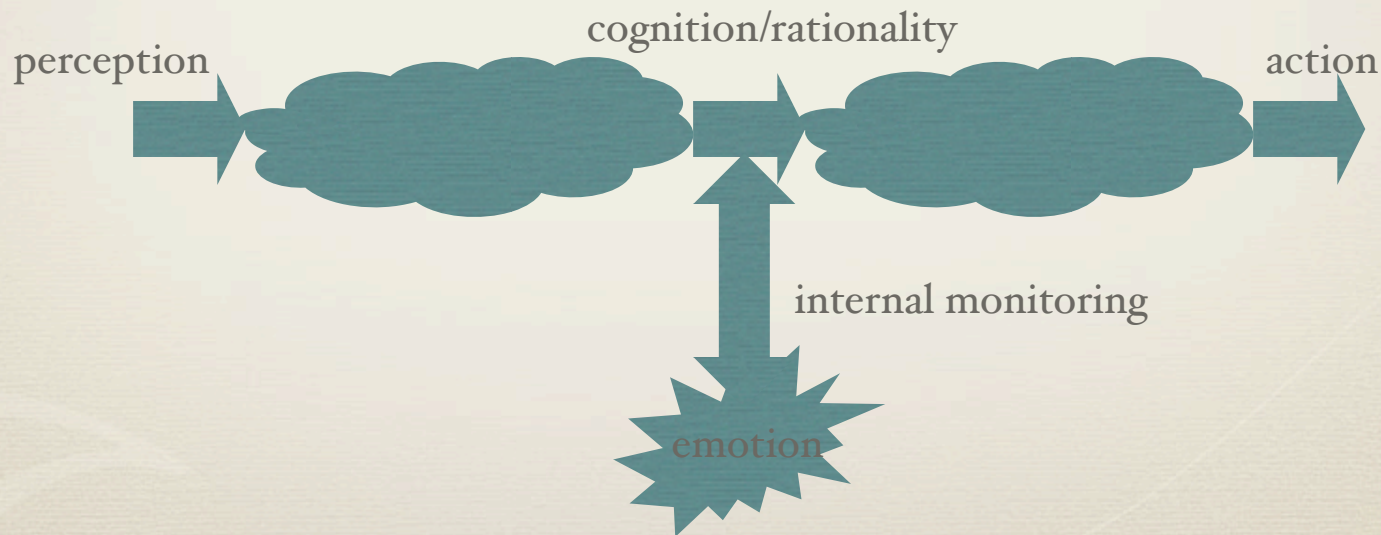 cognition/rationality
perception
action
internal monitoring
emotion